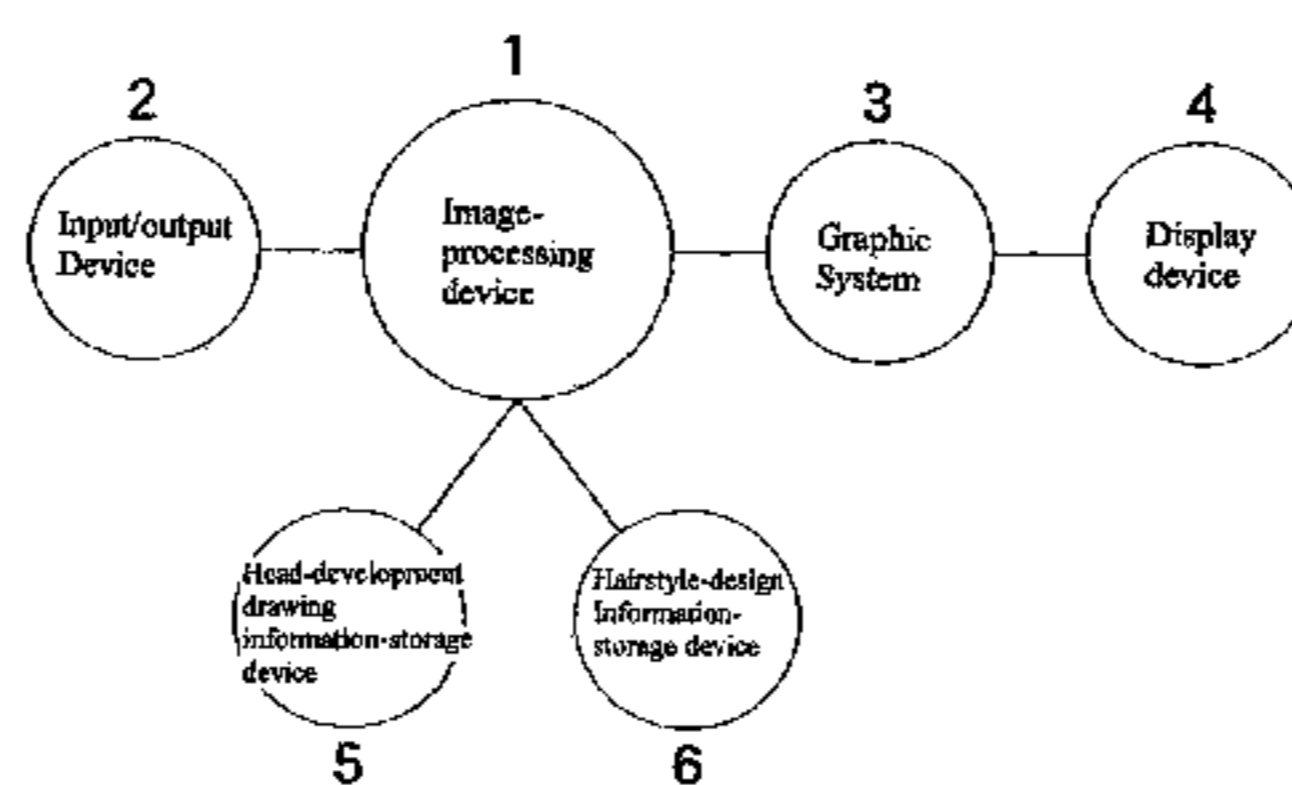 1
2
3
4
Input/output
Device
Image-
processing
device
Graphic
System
Display
device
Head-development
drawing
information-storage
device
Hairstyle-design
Information-
storage device
5
6